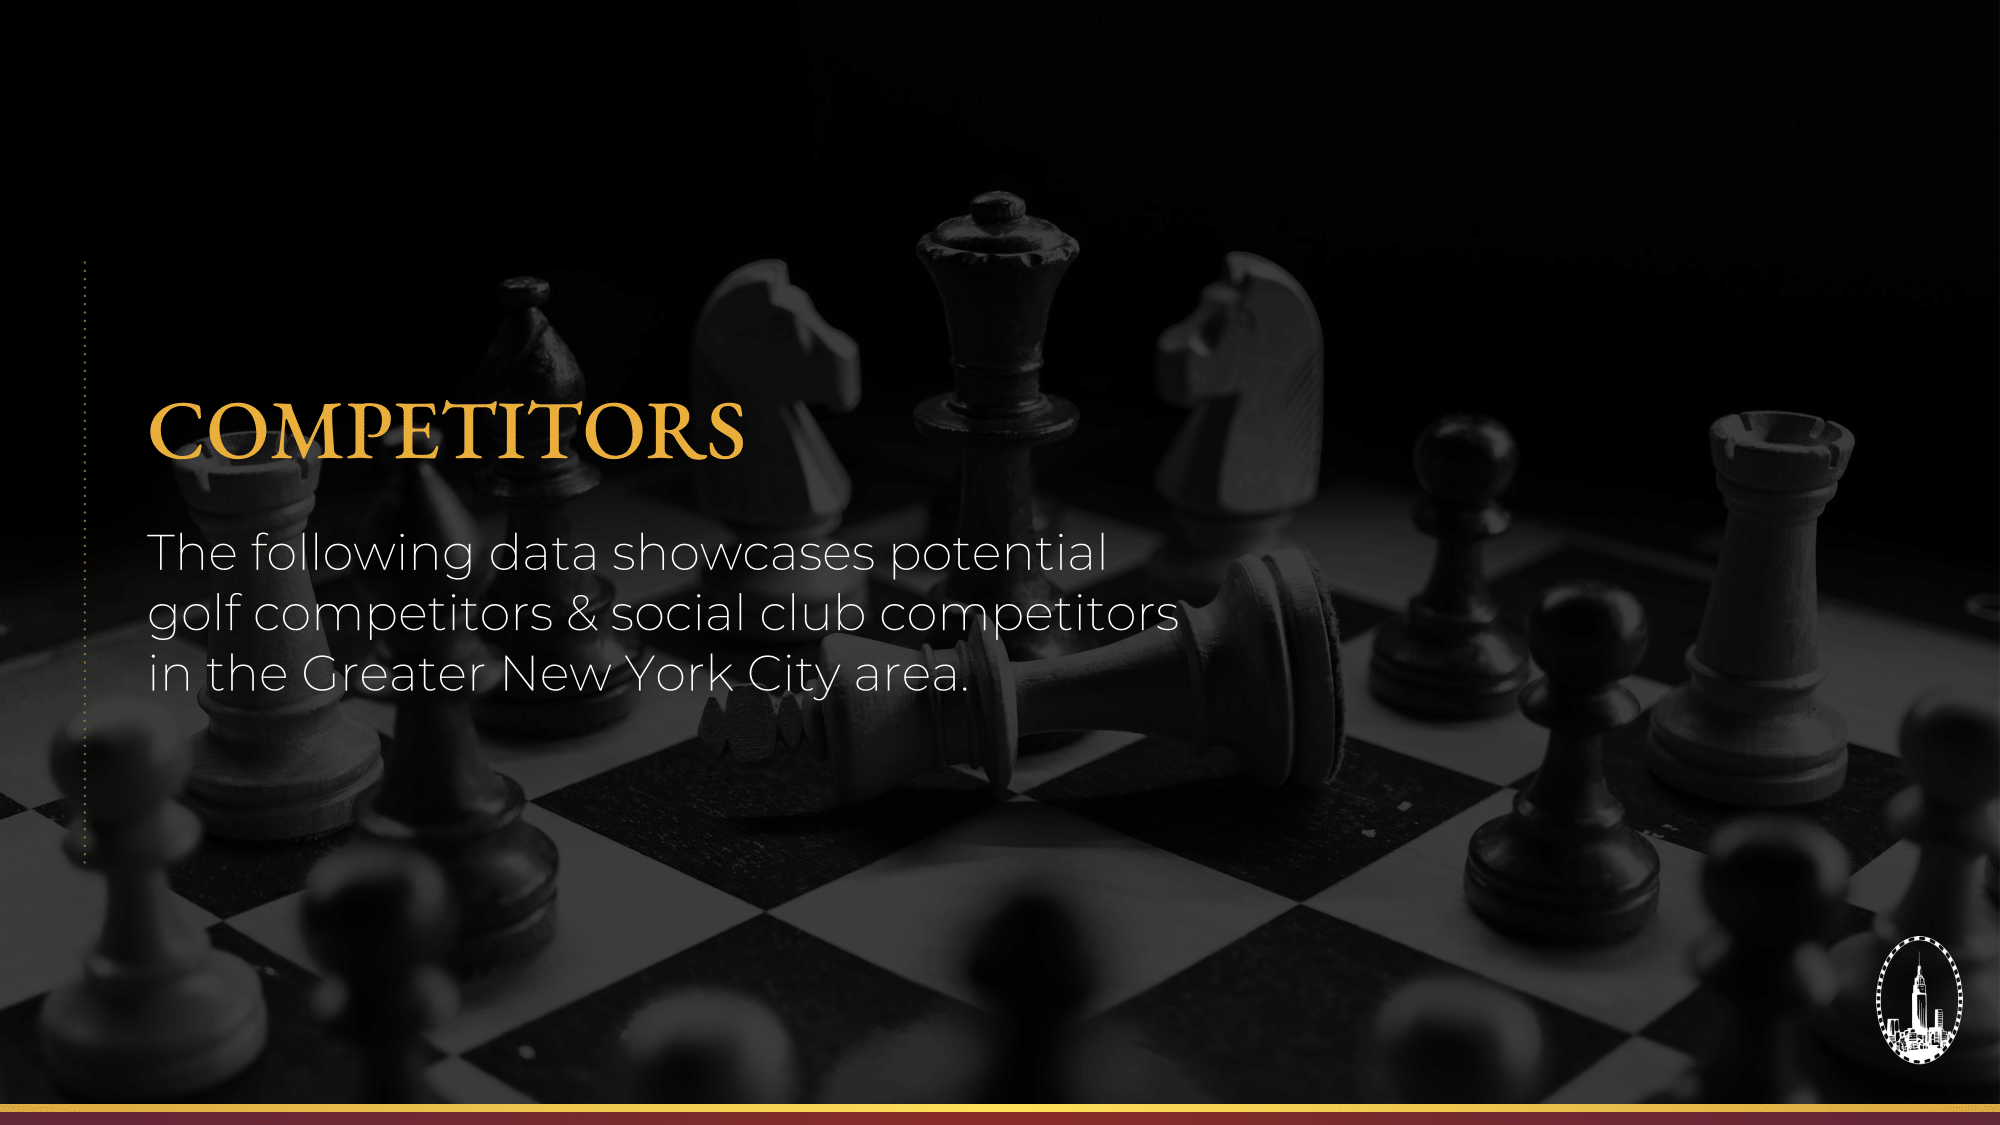 COMPETITORS
The following data showcases potential
golf competitors & social club competitors
in the Greater New York City area.